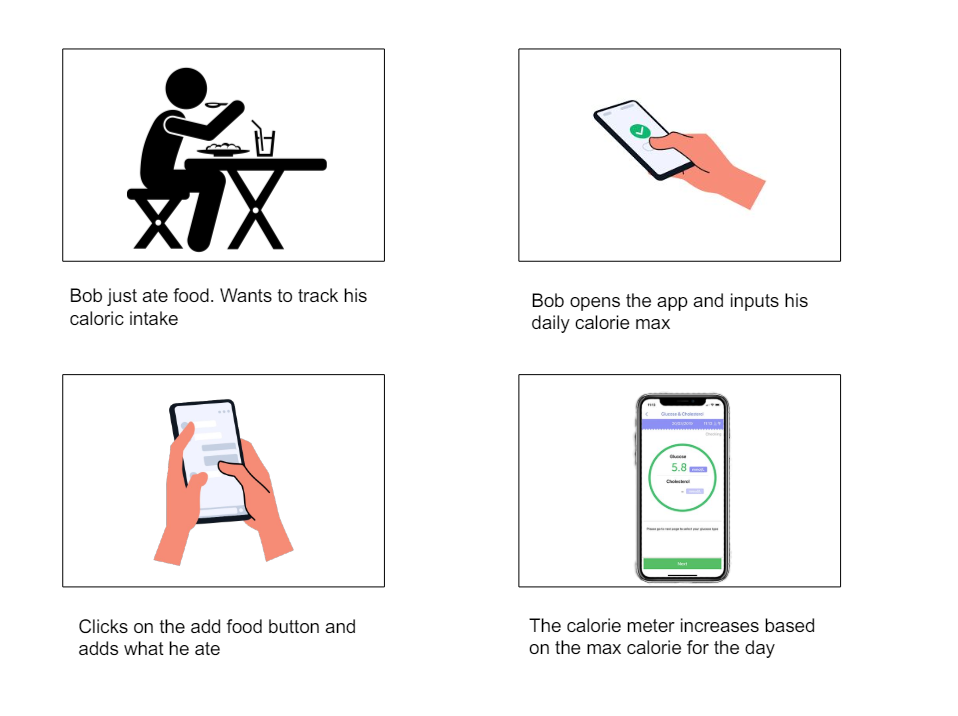 Bob just ate food. Wants to track his
caloric intake
Bob opens the app and inputs his
daily calorie max
Clicks on the add food button and
adds what he ate
11:13
Glucose & Cholesterol
Glucose
5.8
Cholesterol
Next
The calorie meter increases based
on the max calorie for the day